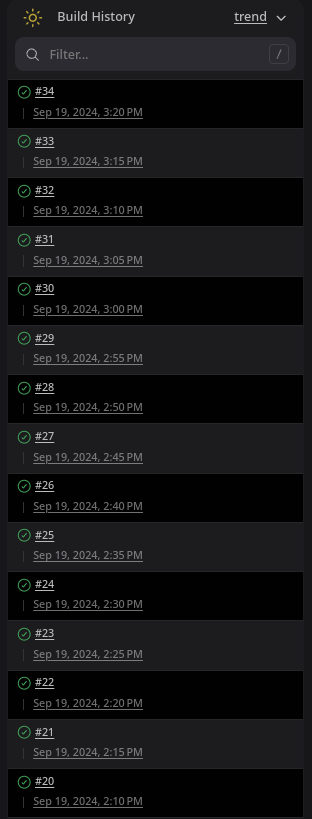 Build History trend
Filter... /
#34
Sep 19, 2024, 3:20 PM
#33
Sep 19, 2024, 3:15 PM
#32
Sep 19, 2024, 3:10 PM
#31
Sep 19, 2024, 3:05 PM
#30
Sep 19, 2024, 3:00 PM
#29
Sep 19, 2024, 2:55 PM
#28
Sep 19, 2024, 2:50 PM
#27
Sep 19, 2024, 2:45 PM
#26
Sep 19, 2024, 2:40 PM
#25
Sep 19, 2024, 2:35 PM
#24
Sep 19, 2024, 2:30 PM
#23
Sep 19, 2024, 2:25 PM
#22
Sep 19, 2024, 2:20 PM
#21
Sep 19, 2024, 2:15 PM
#20
Sep 19, 2024, 2:10 PM